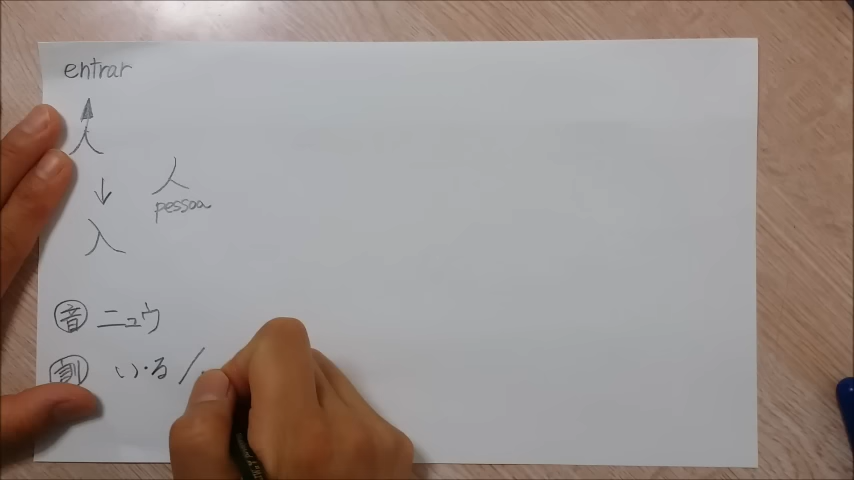 entrar
人
↓
人
pessoa
入
音 ニュウ
訓 い・る /